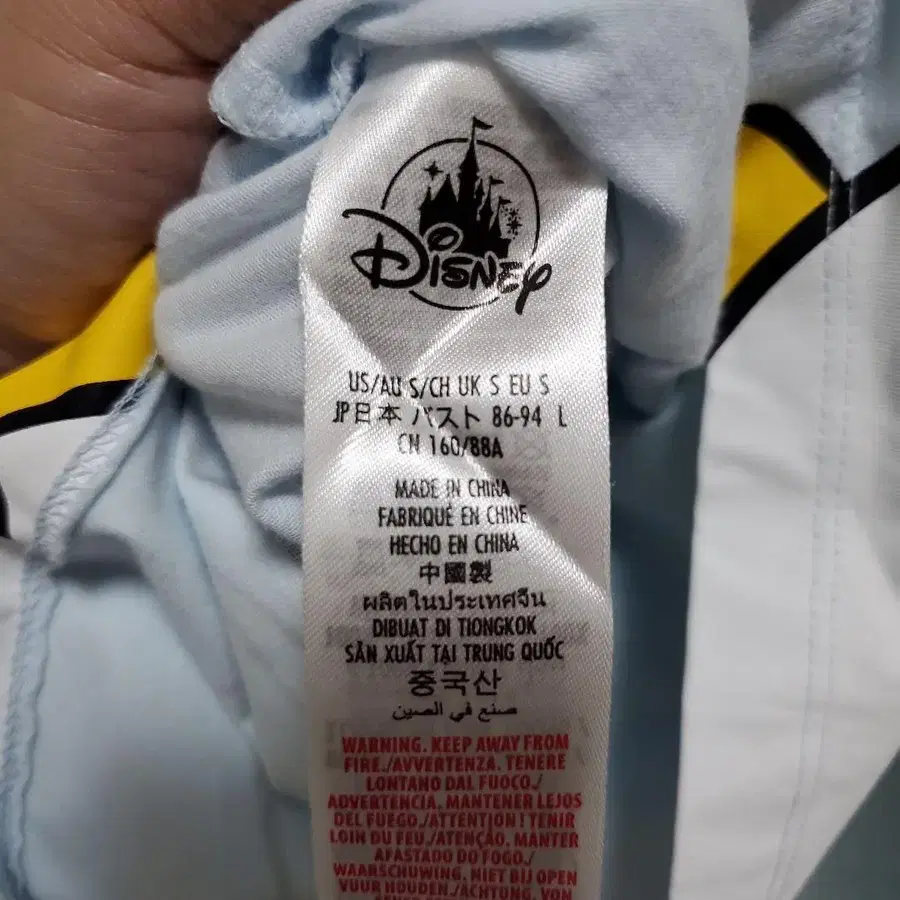 Disney
US/AU S/CH UK S EU S
JP日本 バスト 86-94 L
CN 160/88A
MADE IN CHINA
FABRIQUÉ EN CHINE
HECHO EN CHINA
中國製
ผลิตในประเทศจีน
DIBUAT DI TIONGKOK
SẢN XUẤT TẠI TRUNG QUỐC
중국산
صنع في الصين
WARNING. KEEP AWAY FROM
FIRE./AVVERTENZA. TENERE
LONTANO DAL FUOCO./
ADVERTENCIA. MANTENER LEJOS
DEL FUEGO./ATTENTION ! TENIR
LOIN DU FEU./ATENÇÃO. MANTER
AFASTADO DO FOGO./
WAARSCHUWING. NIET BIJ OPEN
VUUR HOUDEN./ACHTUNG. VON